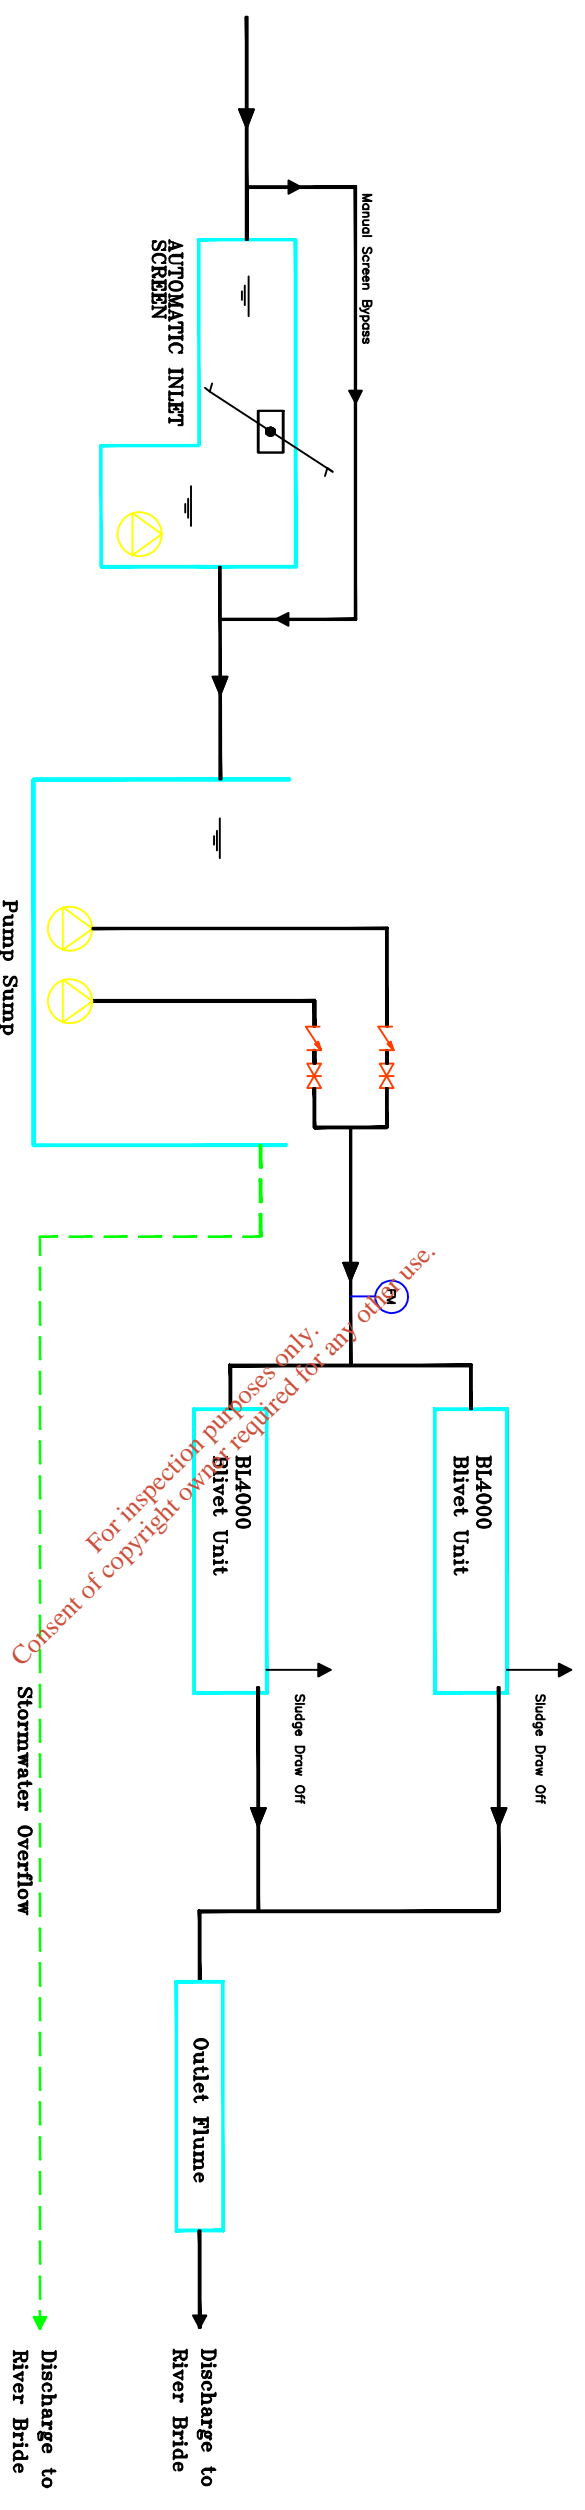 Manual Screen Bypass
AUTOMATIC INLET
SCREEN
Pump Sump
FM
BL4000
Blivet Unit
BL4000
Blivet Unit
Sludge Draw Off
Sludge Draw Off
Stormwater Overflow
Outlet Flume
Discharge to
River Bride
Discharge to
River Bride
For inspection purposes only.
Consent of copyright owner required for any other use.